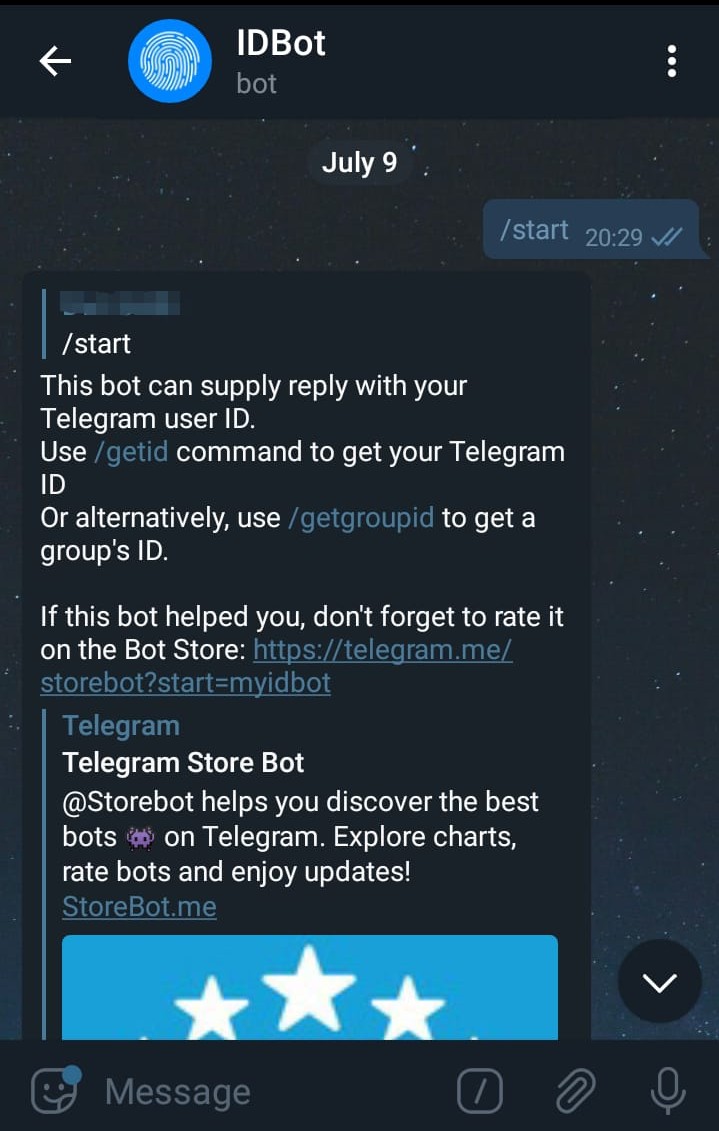 IDBot
bot
July 9
/start 20:29
/start
This bot can supply reply with your
Telegram user ID.
Use /getid command to get your Telegram
ID
Or alternatively, use /getgroupid to get a
group's ID.
If this bot helped you, don't forget to rate it
on the Bot Store: https://telegram.me/
storebot?start=myidbot
Telegram
Telegram Store Bot
@Storebot helps you discover the best
bots 👾 on Telegram. Explore charts,
rate bots and enjoy updates!
StoreBot.me
Message